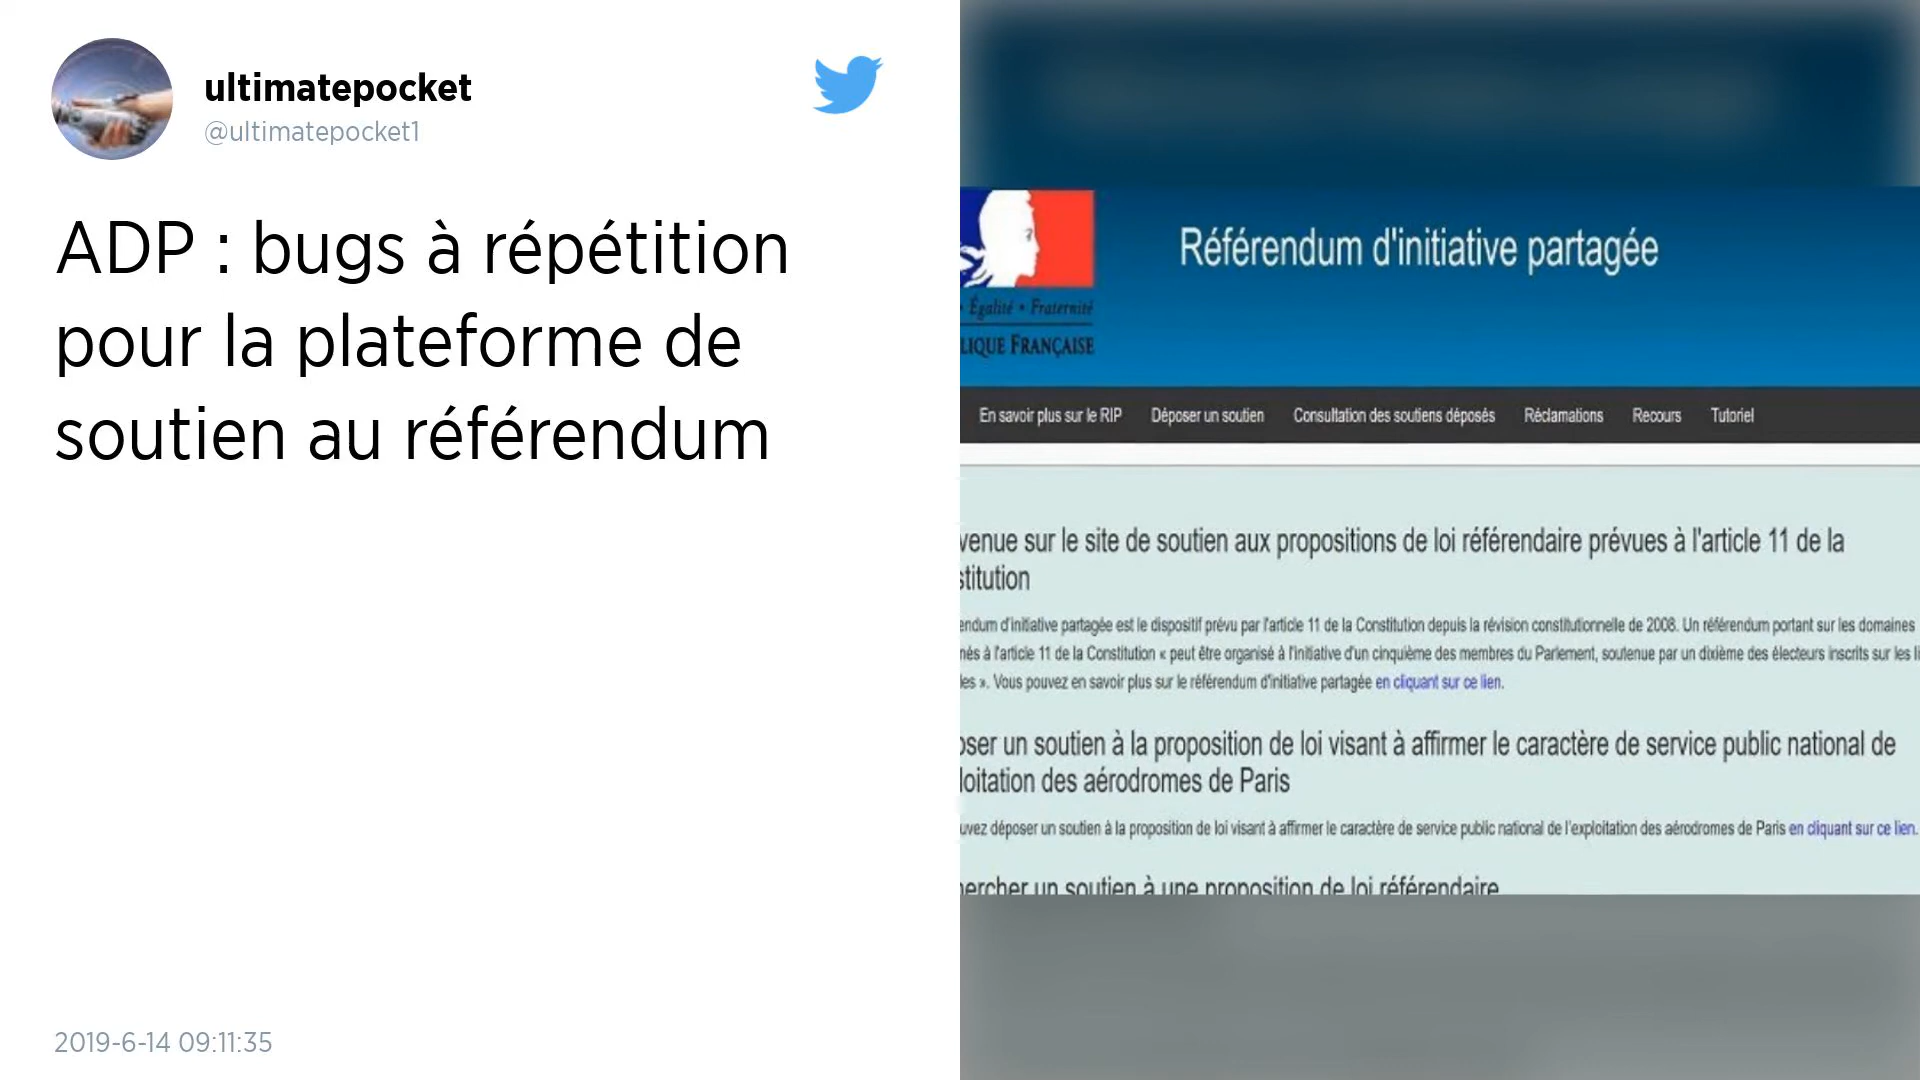 ultimatepocket
@ultimatepocket1
ADP : bugs à répétition
pour la plateforme de
soutien au référendum
2019-6-14 09:11:35
Référendum d'initiative partagée
• Égalité • Fraternité
LIQUE FRANÇAISE
En savoir plus sur le RIP Déposer un soutien Consultation des soutiens déposés Réclamations Recours Tutoriel
venue sur le site de soutien aux propositions de loi référendaire prévues à l'article 11 de la
stitution
endum d'initiative partagée est le dispositif prévu par l'article 11 de la Constitution depuis la révision constitutionnelle de 2008. Un référendum portant sur les domaines
nés à l'article 11 de la Constitution « peut être organisé à l'initiative d'un cinquième des membres du Parlement, soutenue par un dixième des électeurs inscrits sur les li
les ». Vous pouvez en savoir plus sur le référendum d'initiative partagée en cliquant sur ce lien.
oser un soutien à la proposition de loi visant à affirmer le caractère de service public national de
loitation des aérodromes de Paris
uvez déposer un soutien à la proposition de loi visant à affirmer le caractère de service public national de l'exploitation des aérodromes de Paris en cliquant sur ce lien.
hercher un soutien à une proposition de loi référendaire